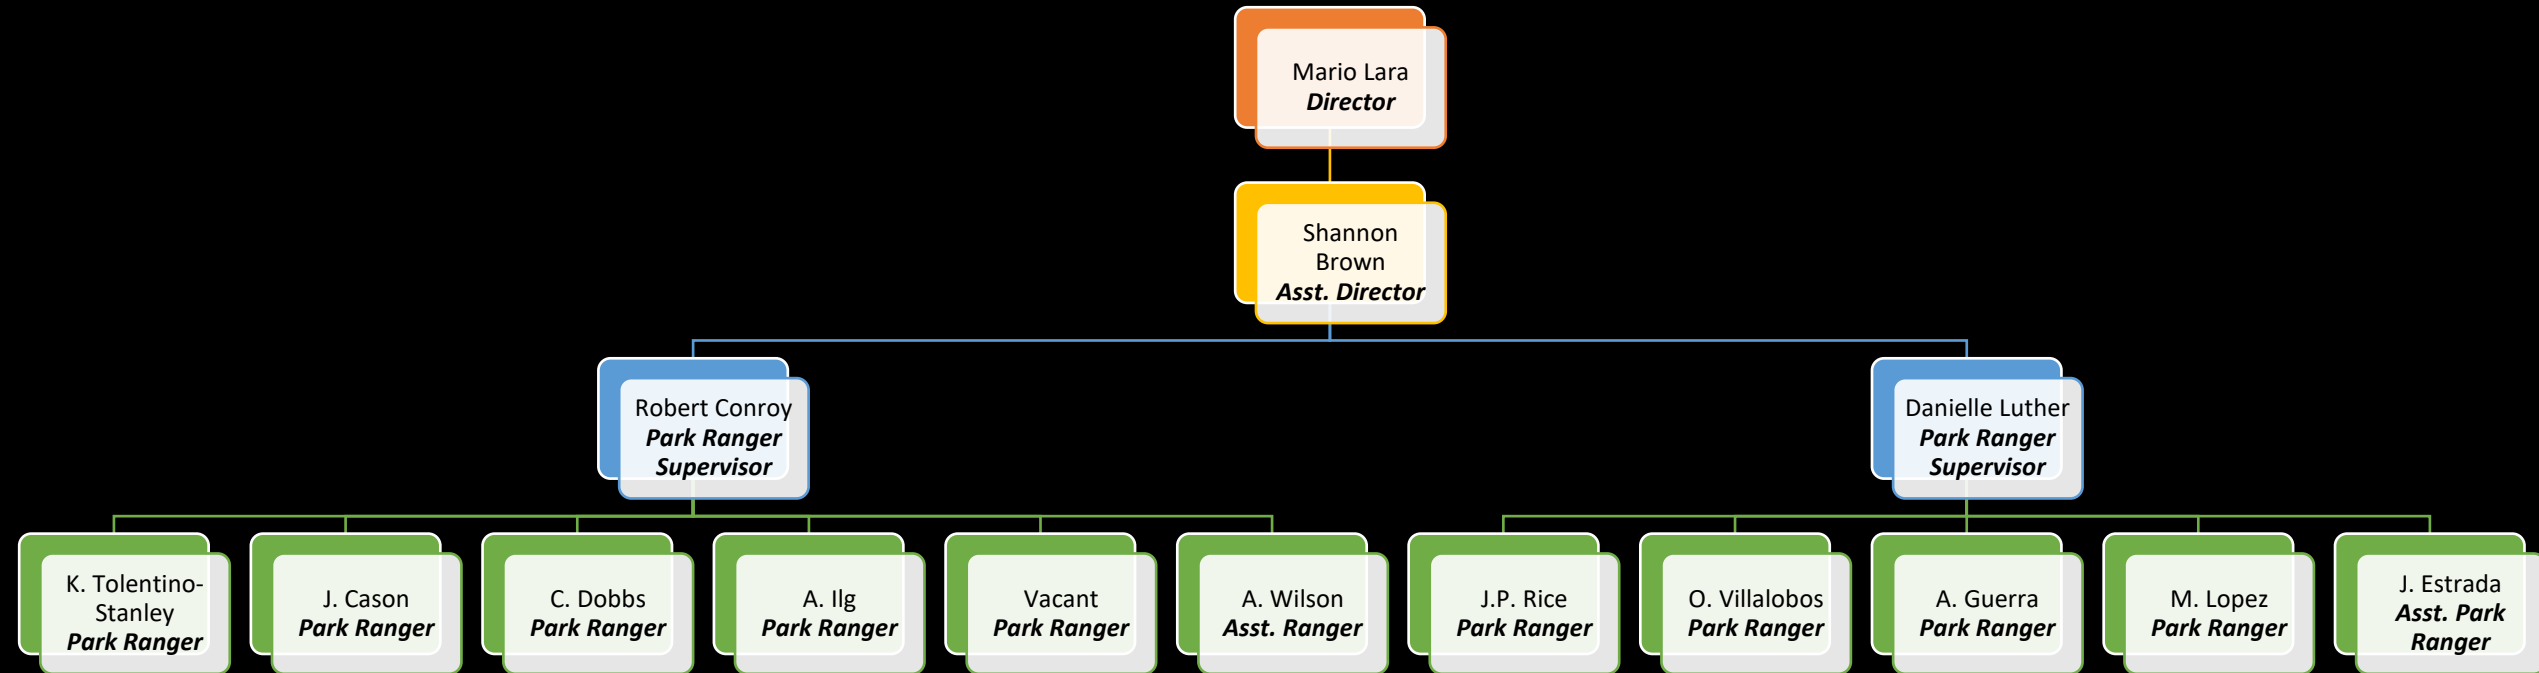 Mario Lara
Director
Shannon
Brown
Asst. Director
Robert Conroy
Park Ranger
Supervisor
Danielle Luther
Park Ranger
Supervisor
K. Tolentino-
Stanley
Park Ranger
J. Cason
Park Ranger
C. Dobbs
Park Ranger
A. Ilg
Park Ranger
Vacant
Park Ranger
A. Wilson
Asst. Ranger
J.P. Rice
Park Ranger
O. Villalobos
Park Ranger
A. Guerra
Park Ranger
M. Lopez
Park Ranger
J. Estrada
Asst. Park
Ranger